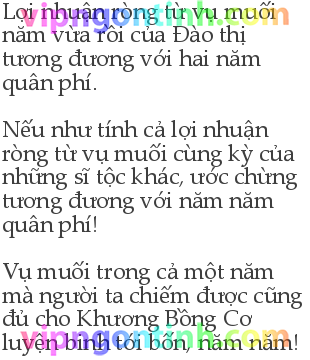 vipngontinh.com
Lợi nhuận ròng từ vụ muối
năm vừa rồi của Đào thị
tương đương với hai năm
quân phí.
Nếu như tính cả lợi nhuận
ròng từ vụ muối cùng kỳ của
những sĩ tộc khác, ước chừng
tương đương với năm năm
quân phí!
Vụ muối trong cả một năm
mà người ta chiếm được cũng
đủ cho Khương Bồng Cơ
vipngontinh.com
luyện binh tới bốn, năm năm!